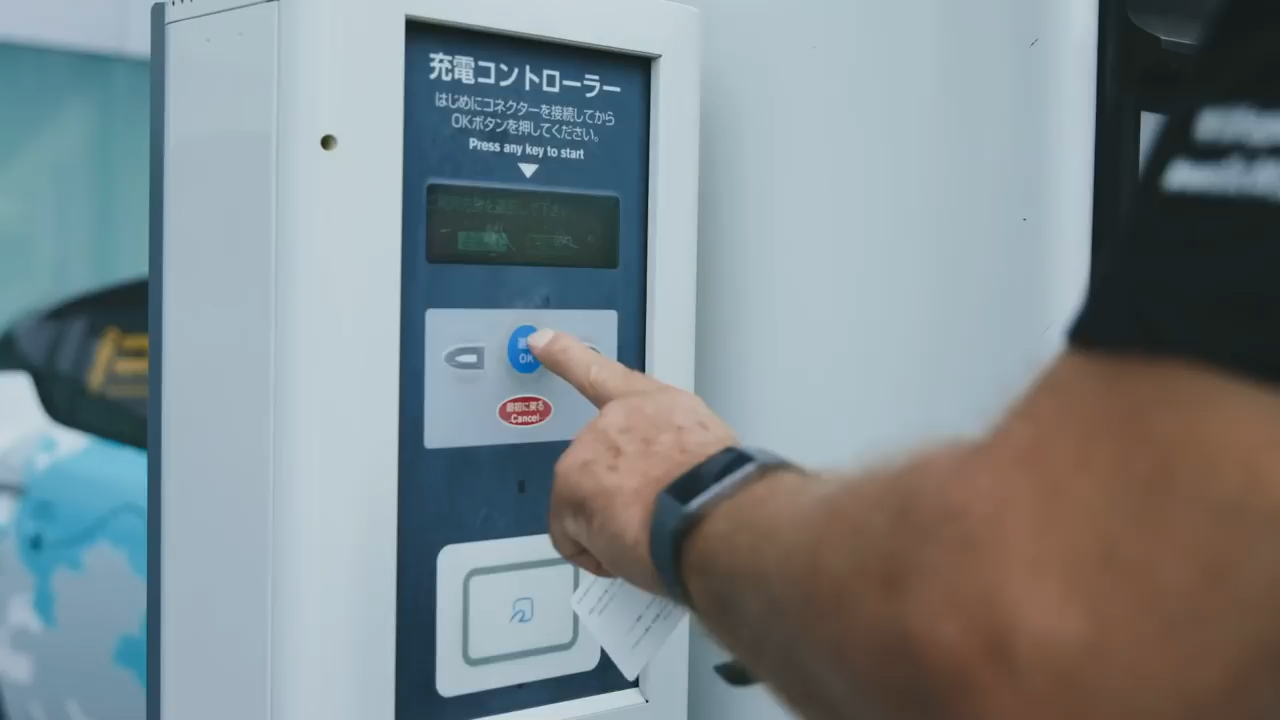 充電コントローラー
はじめにコネクターを接続してから
OKボタンを押してください。
Press any key to start
OK
最初に戻る
Cancel